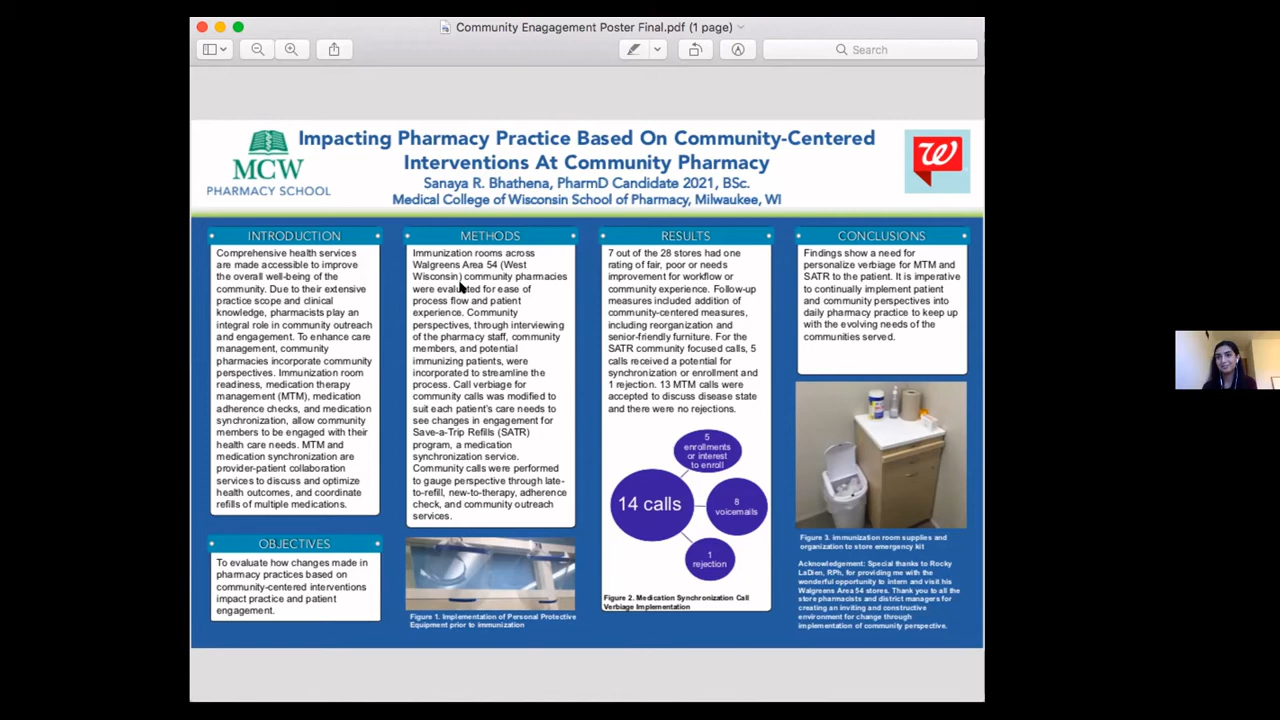 Community Enagagement Poster Final.pdf (1 page)
Search
MCW
PHARMACY SCHOOL
Impacting Pharmacy Practice Based On Community-Centered
Interventions At Community Pharmacy
Sanaya R. Bhathena, PharmD Candidate 2021, BSc.
Medical College of Wisconsin School of Pharmacy, Milwaukee, WI
W
INTRODUCTION
Comprehensive health services
are made accessible to improve
the overall well-being of the
community. Due to their extensive
practice scope and clinical
knowledge, pharmacists play an
integral role in community outreach
and engagement. To enhance care
management, community
pharmacies incorporate community
perspectives. Immunization room
readiness, medication therapy
management (MTM), medication
adherence checks, and medication
synchronization, allow community
members to be engaged with their
health care needs. MTM and
medication synchronization are
provider-patient collaboration
services to discuss and optimize
health outcomes, and coordinate
refills of multiple medications.
OBJECTIVES
To evaluate how changes made in
pharmacy practices based on
community-centered interventions
impact practice and patient
engagement.
METHODS
Immunization rooms across
Walgreens Area 54 (West
Wisconsin) community pharmacies
were evaluated for ease of
process flow and patient
experience. Community
perspectives, through interviewing
of the pharmacy staff, community
members, and potential
immunizing patients, were
incorporated to streamline the
process. Call verbiage for
community calls was modified to
suit each patient's care needs to
see changes in engagement for
Save-a-Trip Refills (SATR)
program, a medication
synchronization service.
Community calls were performed
to gauge perspective through late-
to-refill, new-to-therapy, adherence
check, and community outreach
services.
Figure 1. Implementation of Personal Protective
Equipment prior to immunization
RESULTS
7 out of the 28 stores had one
rating of fair, poor or needs
improvement for workflow or
community experience. Follow-up
measures included addition of
community-centered measures,
including reorganization and
senior-friendly furniture. For the
SATR community focused calls, 5
calls received a potential for
synchronization or enrollment and
1 rejection. 13 MTM calls were
accepted to discuss disease state
and there were no rejections.
14 calls
5
enrollments
or interest
to enroll
8
voicemails
1
rejection
Figure 2. Medication Synchronization Call
Verbiage Implementation
CONCLUSIONS
Findings show a need for
personalize verbiage for MTM and
SATR to the patient. It is imperative
to continually implement patient
and community perspectives into
daily pharmacy practice to keep up
with the evolving needs of the
communities served.
Figure 3. immunization room supplies and
organization to store emergency kit
Acknowledgement: Special thanks to Rocky
LaDien, RPh, for providing me with the
wonderful opportunity to intern and visit his
Walgreens Area 54 stores. Thank you to all the
store pharmacists and district managers for
creating an inviting and constructive
environment for change through
implementation of community perspective.